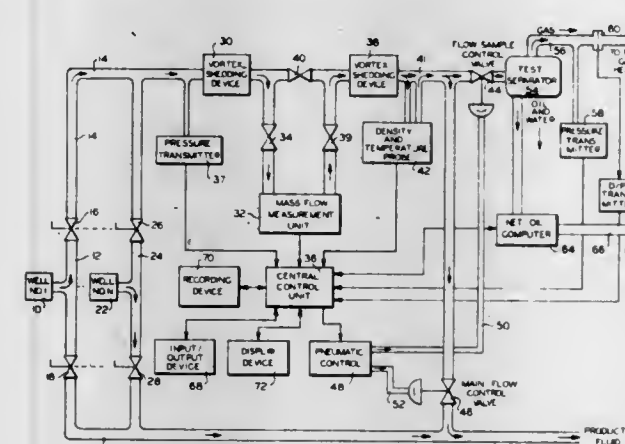 GAS
60
30
38
FLOW SAMPLE
CONTROL
VALVE
56
14
VORTEX
SHEDDING
DEVICE
40
VORTEX
SHEDDING
DEVICE
41
44
TEST
SEPARATOR
54
OIL
AND
WATER
58
14
34
39
PRESSURE
TRANSMITTER
37
DENSITY
AND
TEMPERATURE
PROBE
42
PRESSURE
TRANS
MITTER
16
26
32
MASS FLOW
MEASUREMENT
UNIT
NET OIL
COMPUTER
64
66
12
24
70
36
WELL
NO. 1
10
WELL
NO. N
22
RECORDING
DEVICE
CENTRAL
CONTROL
UNIT
50
18
28
INPUT/
OUTPUT
DEVICE
68
DISPLAY
DEVICE
72
PNEUMATIC
CONTROL
48
52
MAIN FLOW
CONTROL
VALVE
46
PRODUCT
FLUID